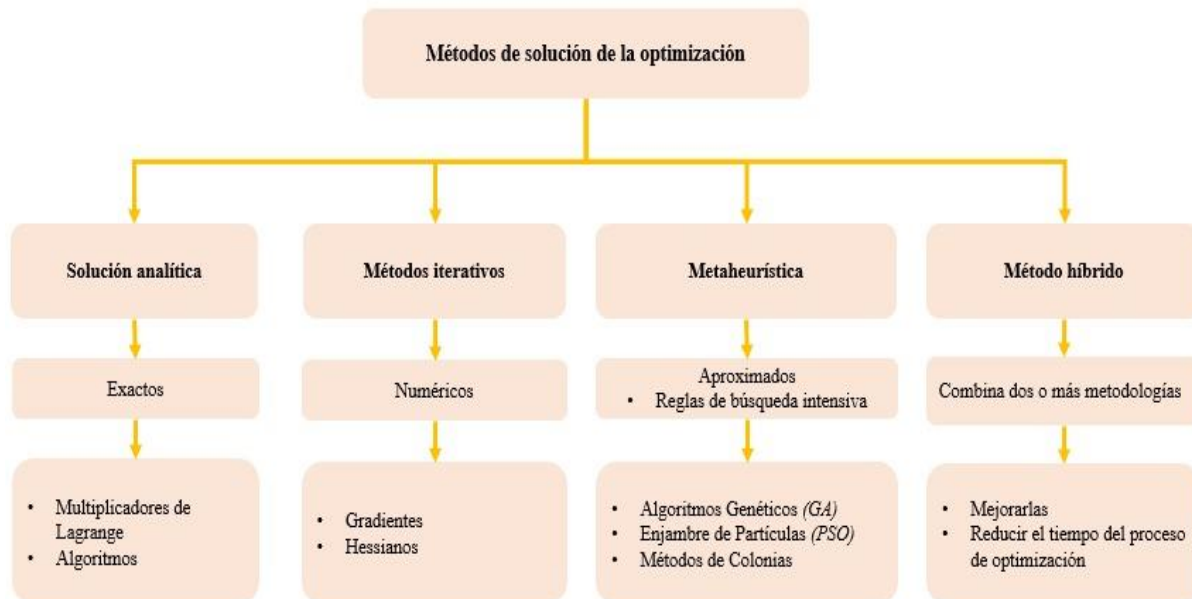 Métodos de solución de la optimización
Solución analítica
Métodos iterativos
Metaheurística
Método híbrido
Exactos
Numéricos
Aproximados
• Reglas de búsqueda intensiva
Combina dos o más metodologías
• Multiplicadores de
Lagrange
• Algoritmos
• Gradientes
• Hessianos
• Algoritmos Genéticos (GA)
• Enjambre de Partículas (PSO)
• Métodos de Colonias
• Mejorarlas
• Reducir el tiempo del proceso
de optimización